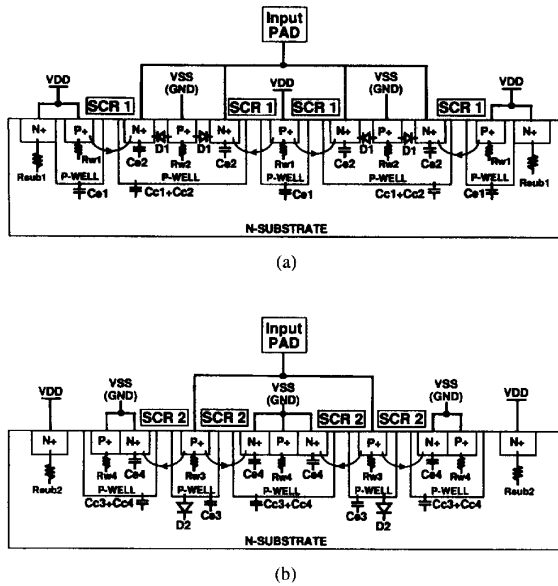 Input
PAD
VDD VSS
(GND) VDD VSS
(GND) VDD
SCR 1 SCR 1 SCR 1 SCR 1
N+ P+ N+ P+ N+ P+ N+ P+ N+ P+ N+
D1 D1 D1 D1
Rw1 Ce2 Rw2 Ce2 Rw1 Ce2 Rw2 Ce2 Rw1
Rsub1 P-WELL P-WELL P-WELL P-WELL P-WELL Rsub1
Ce1 Cc1+Cc2 Ce1 Cc1+Cc2 Ce1
N-SUBSTRATE
(a)
Input
PAD
VDD VSS
(GND) VSS
(GND) VSS
(GND) VDD
SCR 2 SCR 2 SCR 2 SCR 2
N+ P+ N+ P+ N+ P+ N+ P+ N+ P+ N+
Rw4 Ce4 Rw3 Ce4 Rw4 Ce4 Rw3 Ce4 Rw4
Rsub2 P-WELL P-WELL P-WELL P-WELL P-WELL Rsub2
Cc3+Cc4 D2 Ce3 Cc3+Cc4 Ce3 D2 Cc3+Cc4
N-SUBSTRATE
(b)